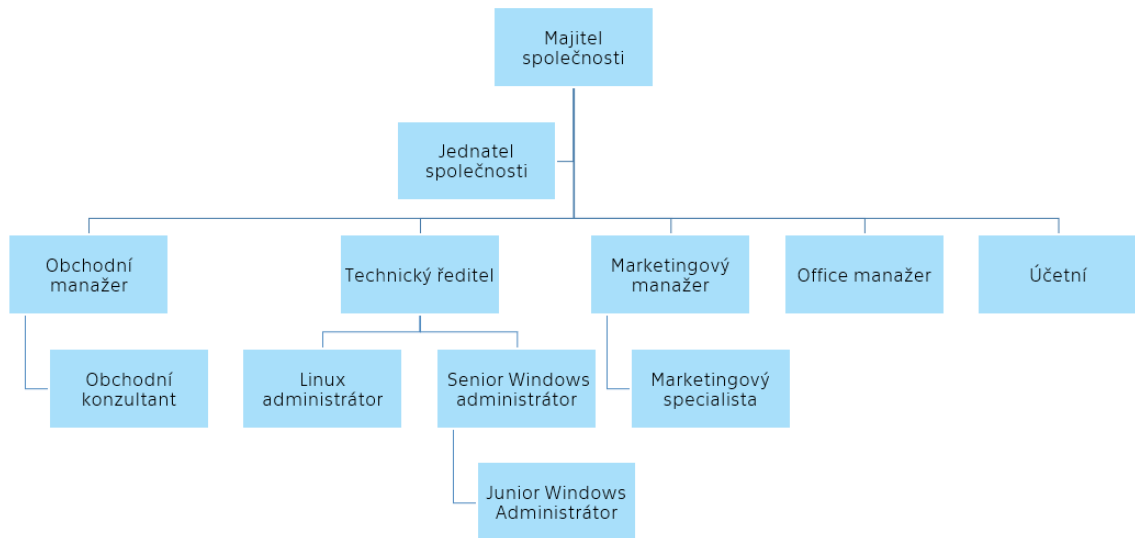 Majitel
společnosti
Jednatel
společnosti
Obchodní
manažer
Technický ředitel
Marketingový
manažer
Office manažer
Účetní
Obchodní
konzultant
Linux
administrátor
Senior Windows
administrátor
Marketingový
specialista
Junior Windows
Administrátor